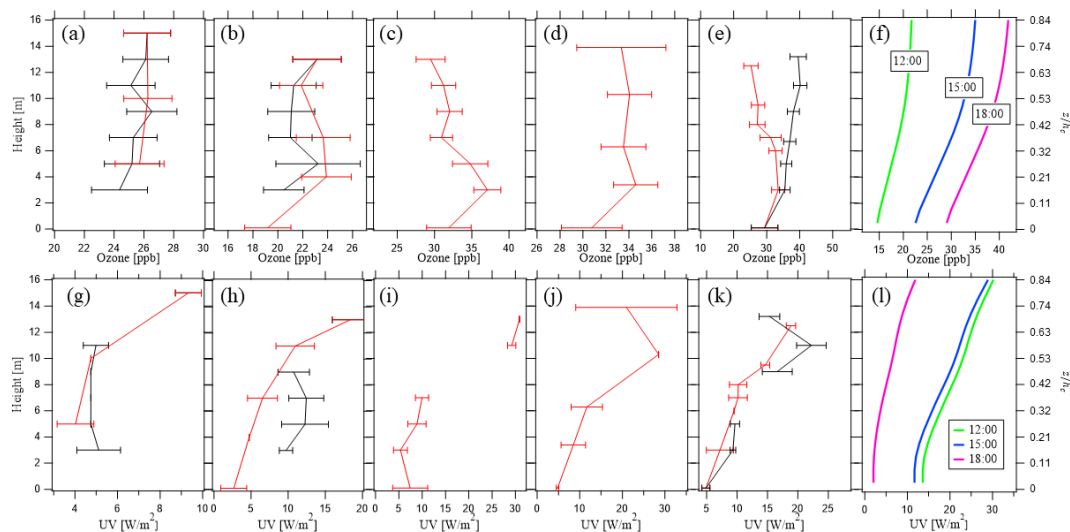 (a) (b) (c) (d) (e) (f)
Height [m]
16
14
12
10
8
6
4
2
0
12:00
15:00
18:00
0.84
0.74
0.63
0.53
0.42
0.32
0.21
0.11
0
z/hc
20 22 24 26 28 30
16 18 20 22 24 26
25 30 35 40
26 28 30 32 34 36 38
10 20 30 40 50
15 20 25 30 35 40
Ozone [ppb] Ozone [ppb] Ozone [ppb] Ozone [ppb] Ozone [ppb] Ozone [ppb]
(g) (h) (i) (j) (k) (l)
Height [m]
16
14
12
10
8
6
4
2
0
12:00
15:00
18:00
0.84
0.74
0.63
0.53
0.42
0.32
0.21
0.11
0
z/hc
4 6 8 10
5 10 15 20
0 5 10 15 20 25 30
0 10 20 30
5 10 15 20 25
0 10 20 30
UV [W/m²] UV [W/m²] UV [W/m²] UV [W/m²] UV [W/m²] UV [W/m²]